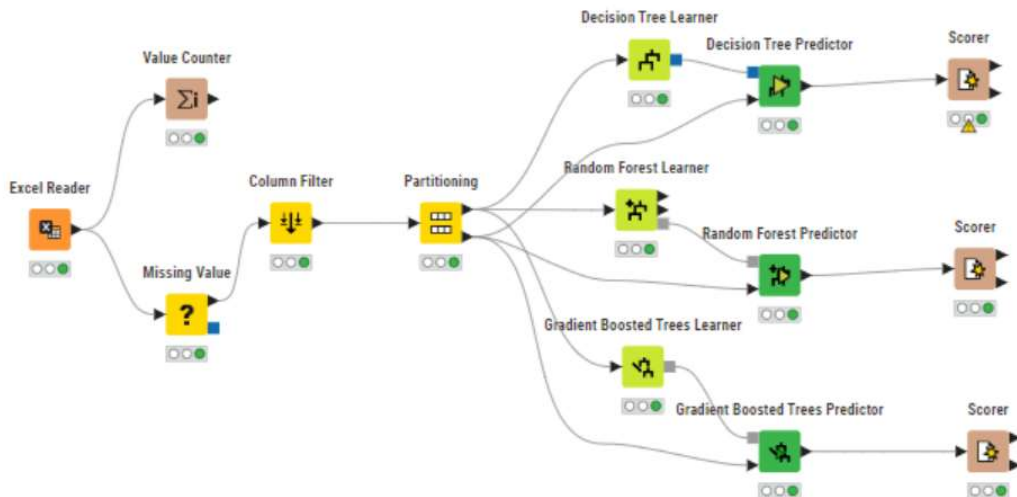 Decision Tree Learner
Decision Tree Predictor
Scorer
Value Counter
Σi
Random Forest Learner
Excel Reader
Column Filter
Partitioning
Random Forest Predictor
Scorer
Missing Value
?
Gradient Boosted Trees Learner
Gradient Boosted Trees Predictor
Scorer